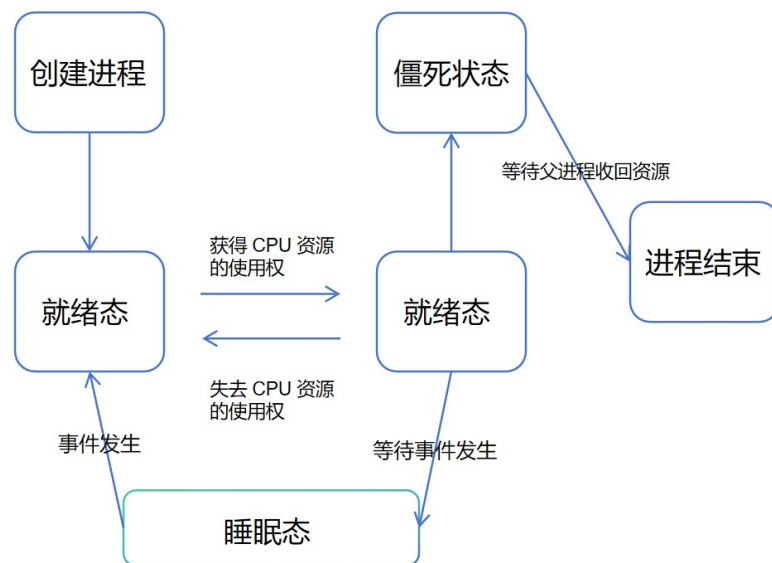 创建进程
僵死状态
等待父进程收回资源
进程结束
获得 CPU 资源
的使用权
就绪态
就绪态
失去 CPU 资源
的使用权
事件发生
等待事件发生
睡眠态